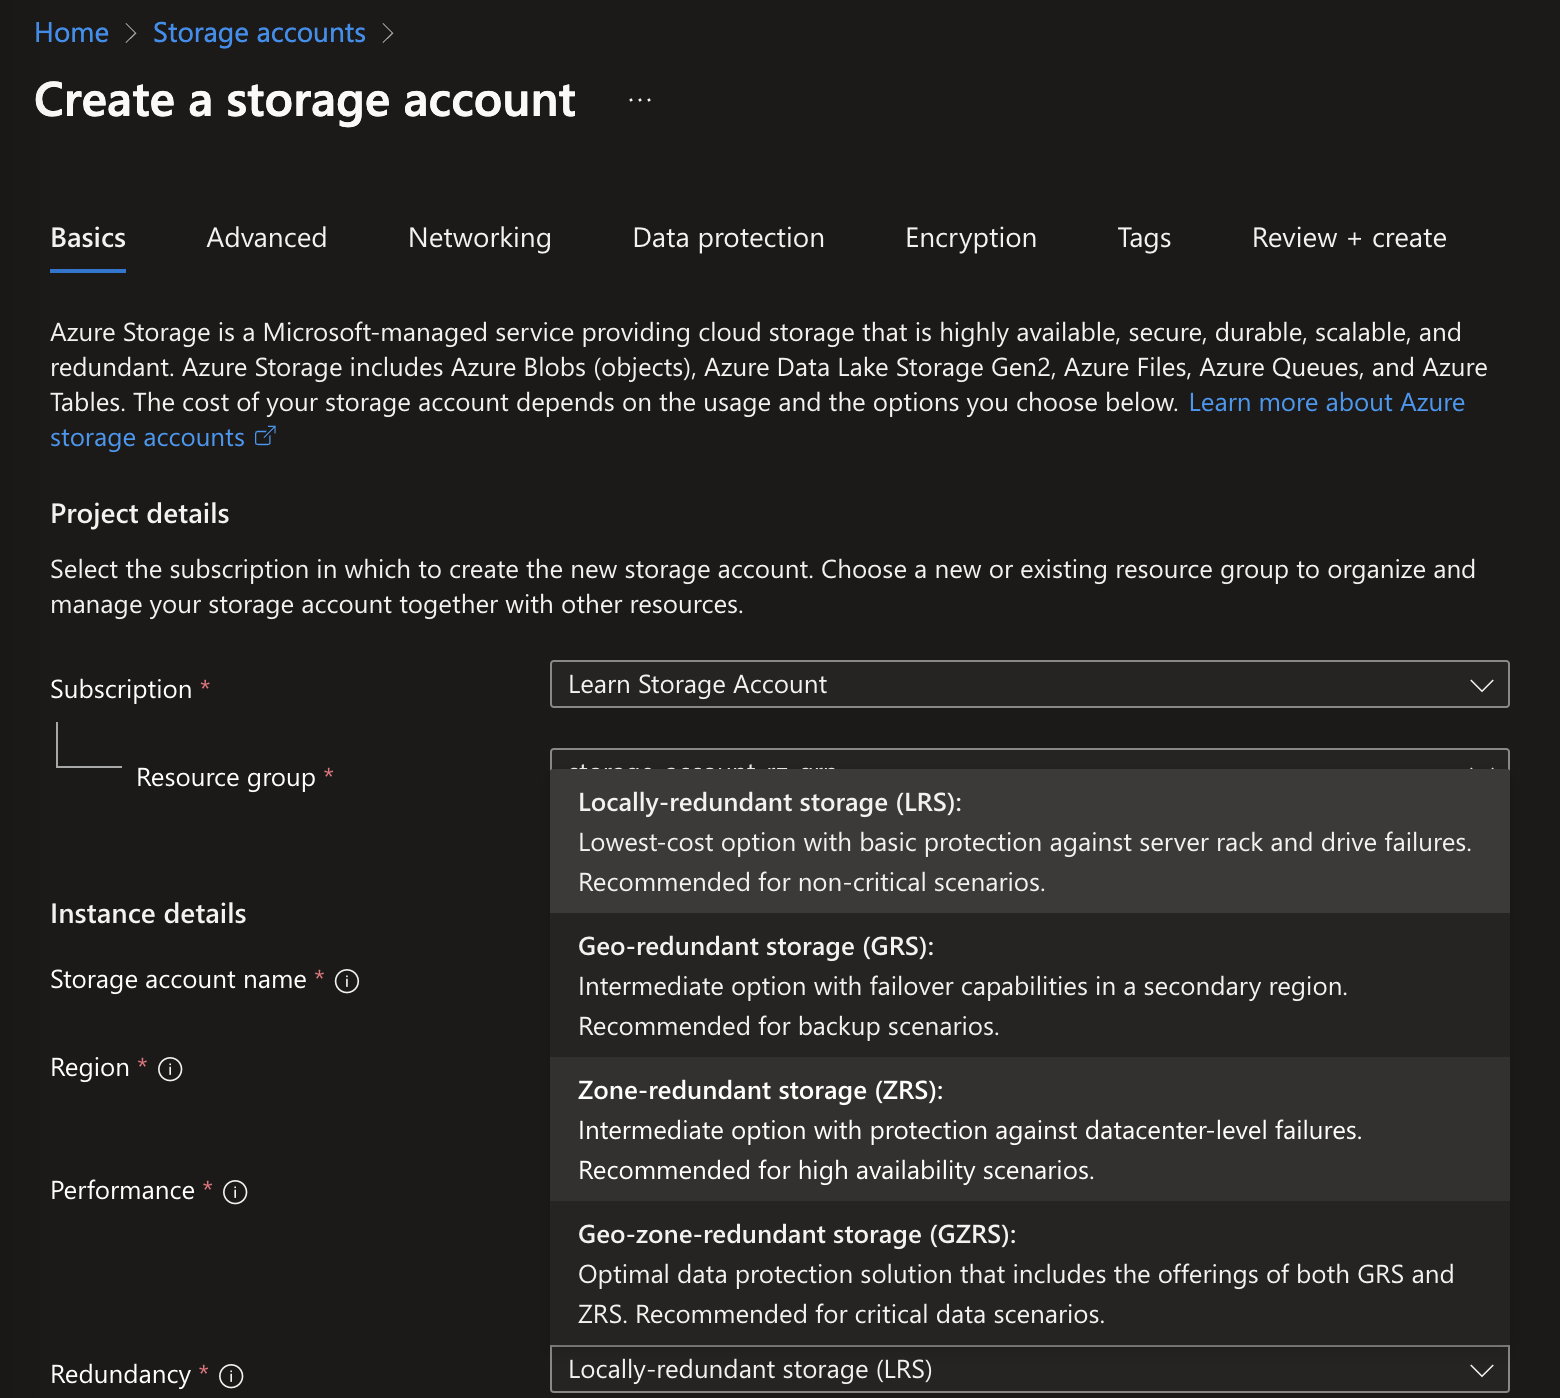 Home > Storage accounts >
Create a storage account ...
Basics Advanced Networking Data protection Encryption Tags Review + create
Azure Storage is a Microsoft-managed service providing cloud storage that is highly available, secure, durable, scalable, and
redundant. Azure Storage includes Azure Blobs (objects), Azure Data Lake Storage Gen2, Azure Files, Azure Queues, and Azure
Tables. The cost of your storage account depends on the usage and the options you choose below. Learn more about Azure
storage accounts
Project details
Select the subscription in which to create the new storage account. Choose a new or existing resource group to organize and
manage your storage account together with other resources.
Subscription *
Learn Storage Account
Resource group *
Locally-redundant storage (LRS):
Lowest-cost option with basic protection against server rack and drive failures.
Recommended for non-critical scenarios.
Geo-redundant storage (GRS):
Intermediate option with failover capabilities in a secondary region.
Recommended for backup scenarios.
Zone-redundant storage (ZRS):
Intermediate option with protection against datacenter-level failures.
Recommended for high availability scenarios.
Geo-zone-redundant storage (GZRS):
Optimal data protection solution that includes the offerings of both GRS and
ZRS. Recommended for critical data scenarios.
Instance details
Storage account name *
Region *
Performance *
Redundancy *
Locally-redundant storage (LRS)